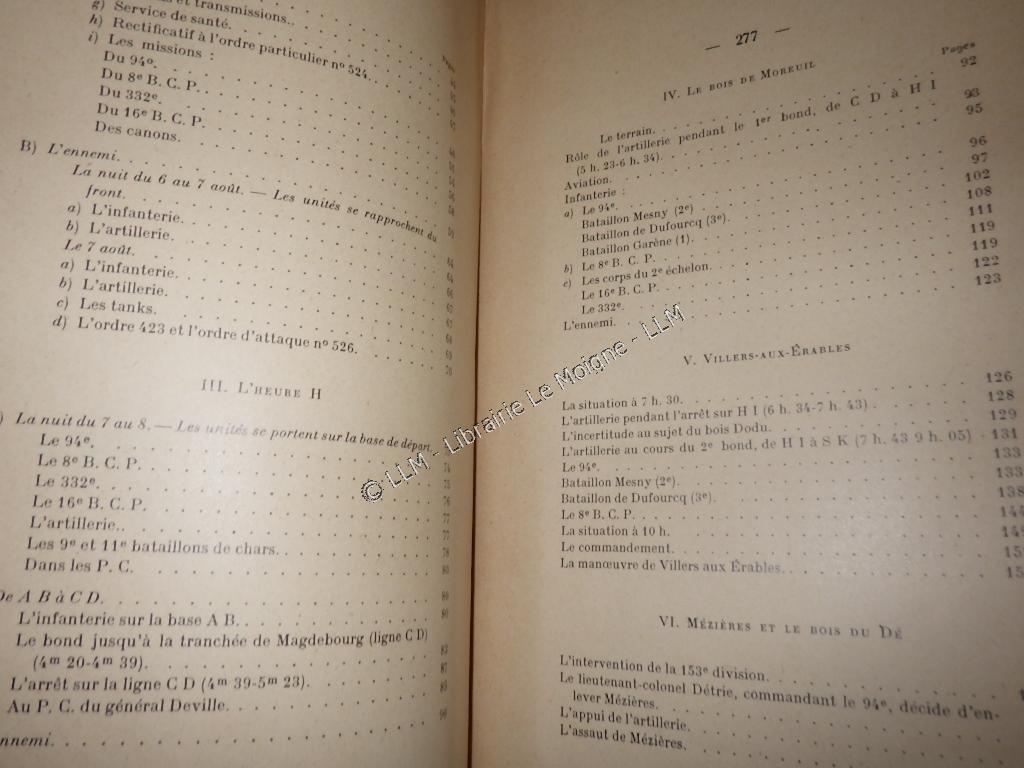 et transmissions.
g) Service de santé.
h) Rectificatif à l'ordre particulier nº 524.
i) Les missions :
Du 94e.
Du 8e B. C. P.
Du 332e.
Du 16e B. C. P.
Des canons.
B) L'ennemi.
La nuit du 6 au 7 août. — Les unités se rapprochent du
front.
a) L'infanterie.
b) L'artillerie.
Le 7 août.
a) L'infanterie.
b) L'artillerie.
c) Les tanks.
d) L'ordre 423 et l'ordre d'attaque nº 526.
III. L'HEURE H
) La nuit du 7 au 8. — Les unités se portent sur la base de départ.
Le 94e.
Le 8e B. C. P.
Le 332e.
Le 16e B. C. P.
L'artillerie.
Les 9e et 11e bataillons de chars.
Dans les P. C.
De A B à C D.
L'infanterie sur la base A B.
Le bond jusqu'à la tranchée de Magdebourg (ligne C D)
(4m 20-4m 39).
L'arrêt sur la ligne C D (4m 39-5m 23).
Au P. C. du général Deville.
ennemi.
— 277 —
Pages
IV. LE BOIS DE MOREUIL
Le terrain. 92
Rôle de l'artillerie pendant le 1er bond, de C D à H I
(5 h. 23-6 h. 34). 93
Aviation. 95
Infanterie :
a) Le 94e. 96
Bataillon Mesny (2e) 97
Bataillon de Dufourcq (3e). 102
Bataillon Garène (1). 108
b) Le 8e B. C. P. 111
c) Les corps du 2e échelon. 119
Le 16e B. C. P. 119
Le 332e. 122
L'ennemi. 123
V. VILLERS-AUX-ÉRABLES
La situation à 7 h. 30. 126
L'artillerie pendant l'arrêt sur H I (6 h. 34-7 h. 43) . 128
L'incertitude au sujet du bois Dodu. 129
L'artillerie au cours du 2e bond, de H I à S K (7 h. 43 9 h. 05) 131
Le 94e. 133
Bataillon Mesny (2e). 133
Bataillon de Dufourcq (3e). 138
Le 8e B. C. P. 144
La situation à 10 h. 149
Le commandement. 15
La manœuvre de Villers aux Érables. 15
VI. MÉZIÈRES ET LE BOIS DU DÉ
L'intervention de la 153e division.
Le lieutenant-colonel Détrie, commandant le 94e, décide d'en-
lever Mézières.
L'appui de l'artillerie.
L'assaut de Mézières.
© LLM - Librairie Le Moigne - LLM